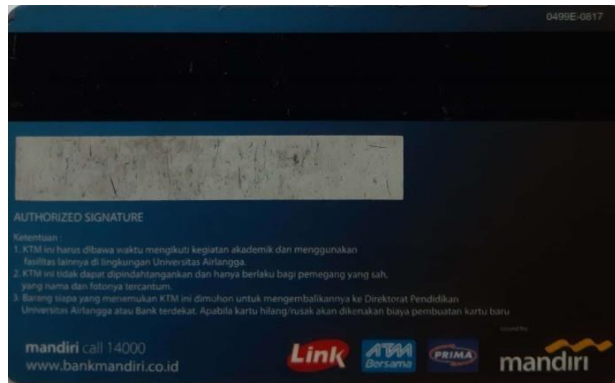 0499E-0817
AUTHORIZED SIGNATURE
Ketentuan :
1. KTM ini harus dibawa waktu mengikuti kegiatan akademik dan menggunakan
fasilitas lainnya di lingkungan Universitas Airlangga.
2. KTM ini tidak dapat dipindahtangankan dan hanya berlaku bagi pemegang yang sah,
yang nama dan fotonya tercantum.
3. Barang siapa yang menemukan KTM ini dimohon untuk mengembalikannya ke Direktorat Pendidikan
Universitas Airlangga atau Bank terdekat. Apabila kartu hilang/rusak akan dikenakan biaya pembuatan kartu baru
mandiri call 14000
www.bankmandiri.co.id
Link
ATM
Bersama
PRIMA
mandiri